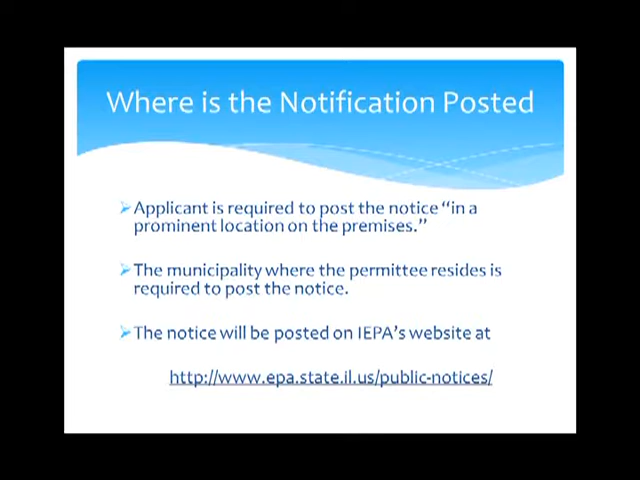 Where is the Notification Posted
Applicant is required to post the notice “in a
prominent location on the premises.”
The municipality where the permittee resides is
required to post the notice.
The notice will be posted on IEPA’s website at
http://www.epa.state.il.us/public-notices/